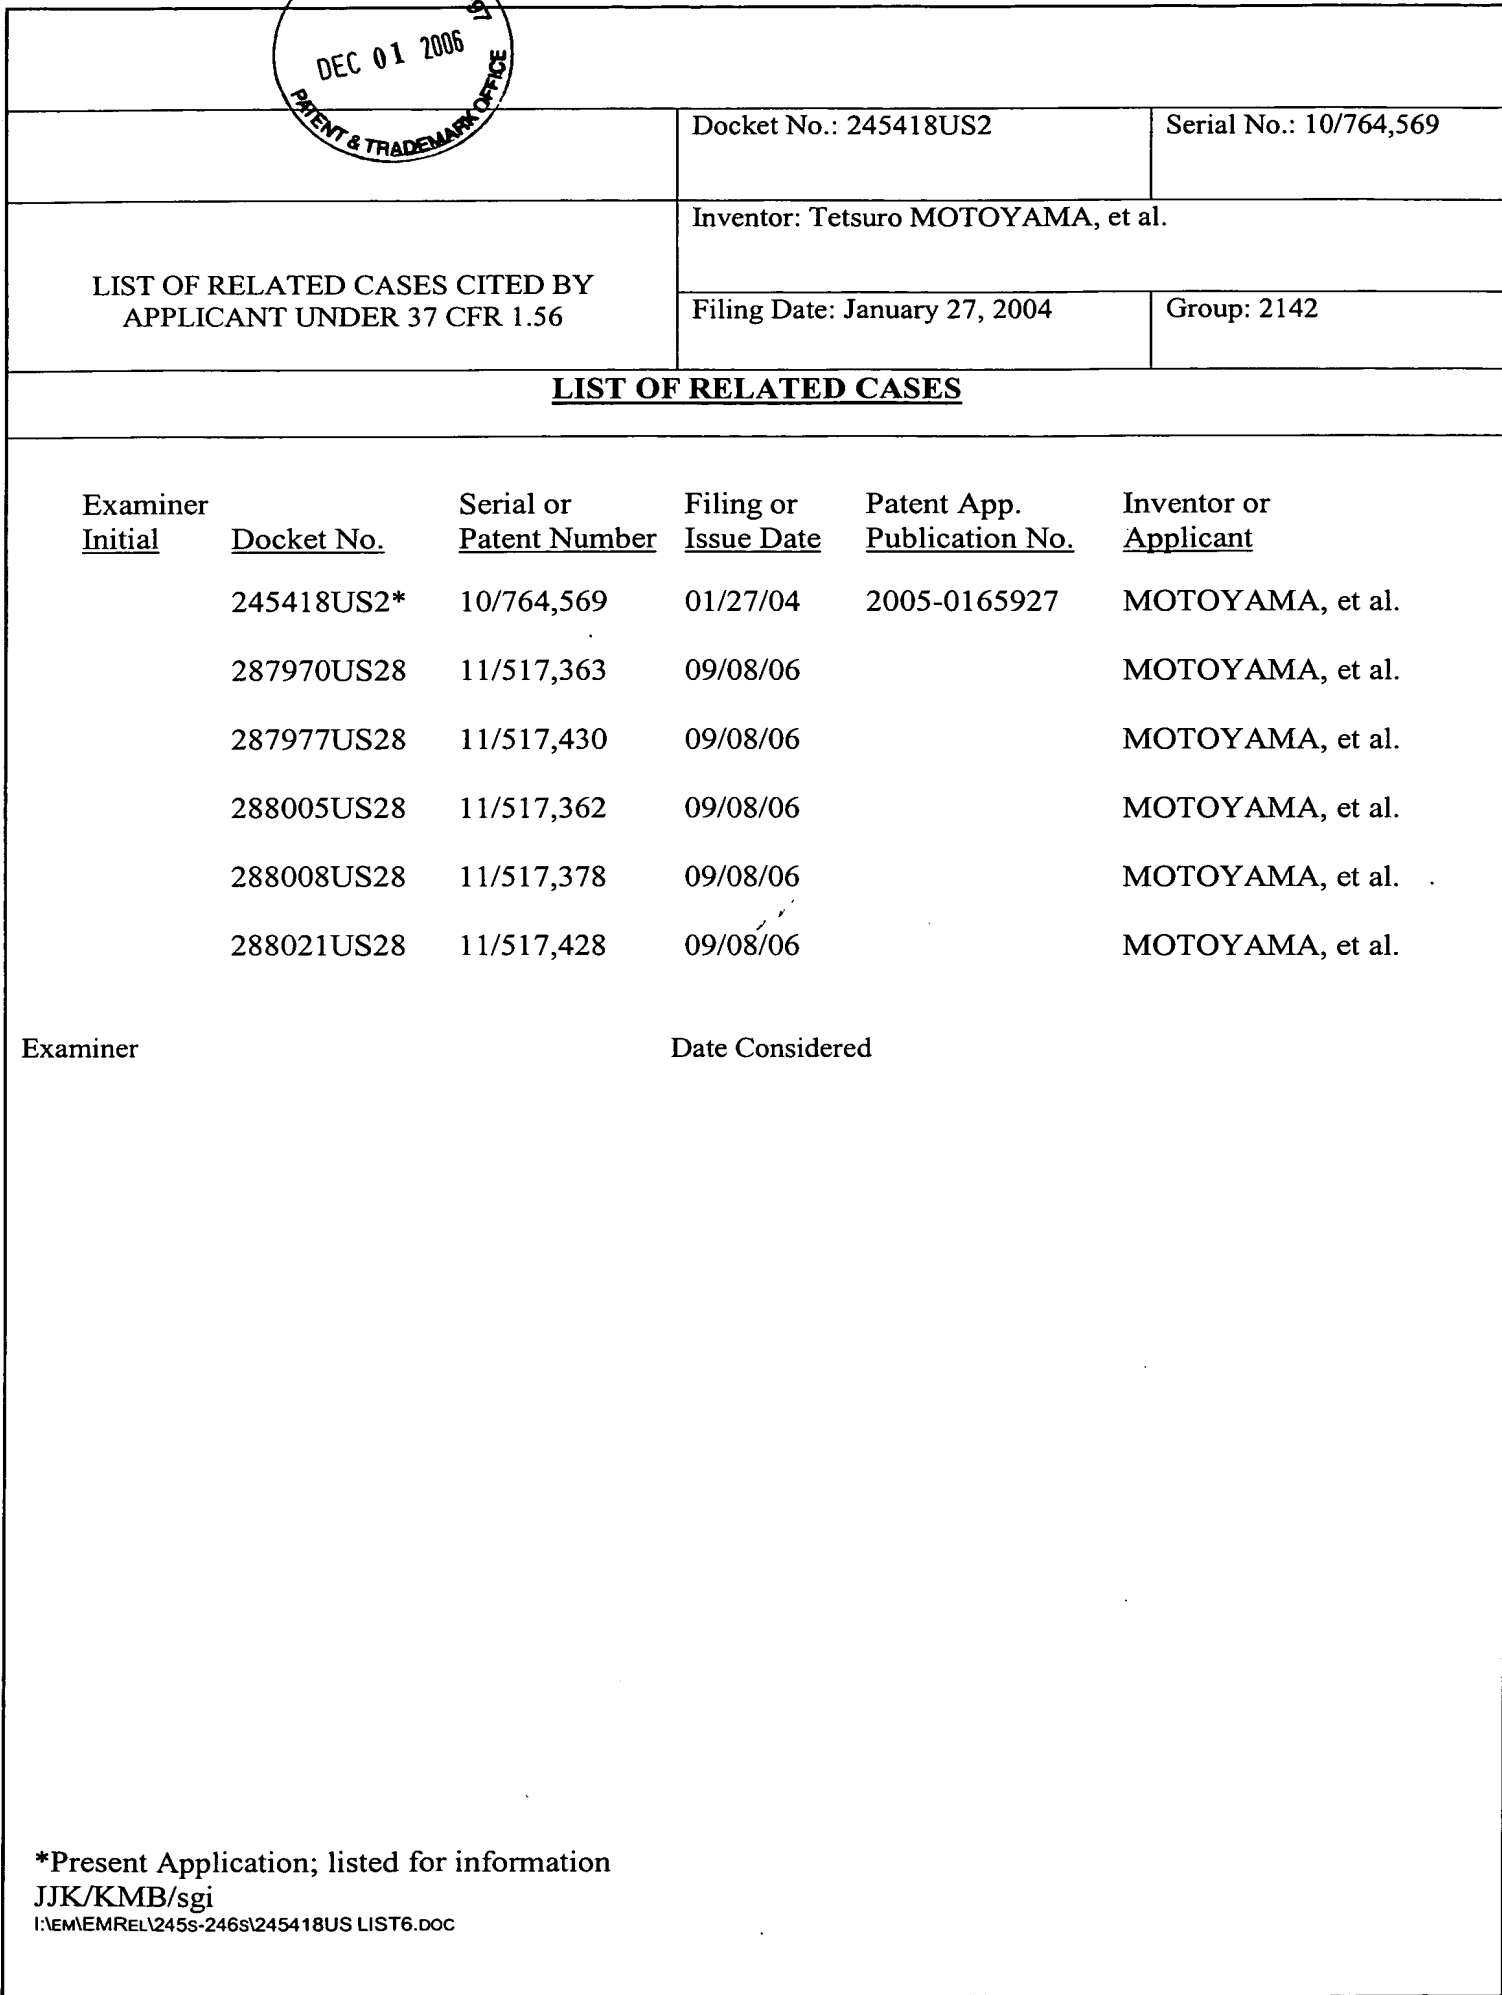 97
DEC 01 2006
PATENT & TRADEMARK OFFICE
Docket No.: 245418US2
Serial No.: 10/764,569
Inventor: Tetsuro MOTOYAMA, et al.
LIST OF RELATED CASES CITED BY
APPLICANT UNDER 37 CFR 1.56
Filing Date: January 27, 2004
Group: 2142
LIST OF RELATED CASES
Examiner Serial or Filing or Patent App. Inventor or
Initial Docket No. Patent Number Issue Date Publication No. Applicant
245418US2* 10/764,569 01/27/04 2005-0165927 MOTOYAMA, et al.
287970US28 11/517,363 09/08/06 MOTOYAMA, et al.
287977US28 11/517,430 09/08/06 MOTOYAMA, et al.
288005US28 11/517,362 09/08/06 MOTOYAMA, et al.
288008US28 11/517,378 09/08/06 MOTOYAMA, et al.
288021US28 11/517,428 09/08/06 MOTOYAMA, et al.
Examiner Date Considered
*Present Application; listed for information
JJK/KMB/sgi
I:\EM\EMREL\245s-246s\245418US LIST6.DOC